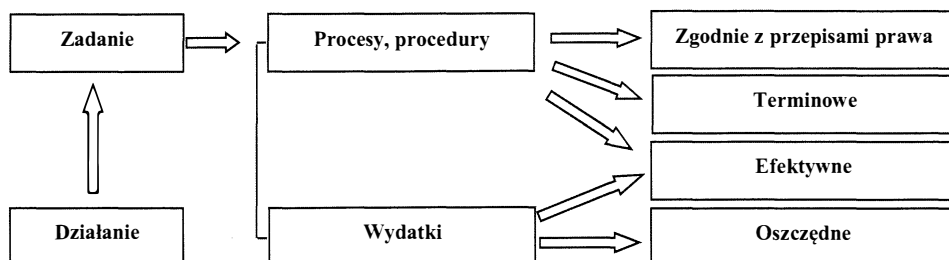 Zadanie
Procesy, procedury
Zgodnie z przepisami prawa
Terminowe
Efektywne
Działanie
Wydatki
Oszczędne